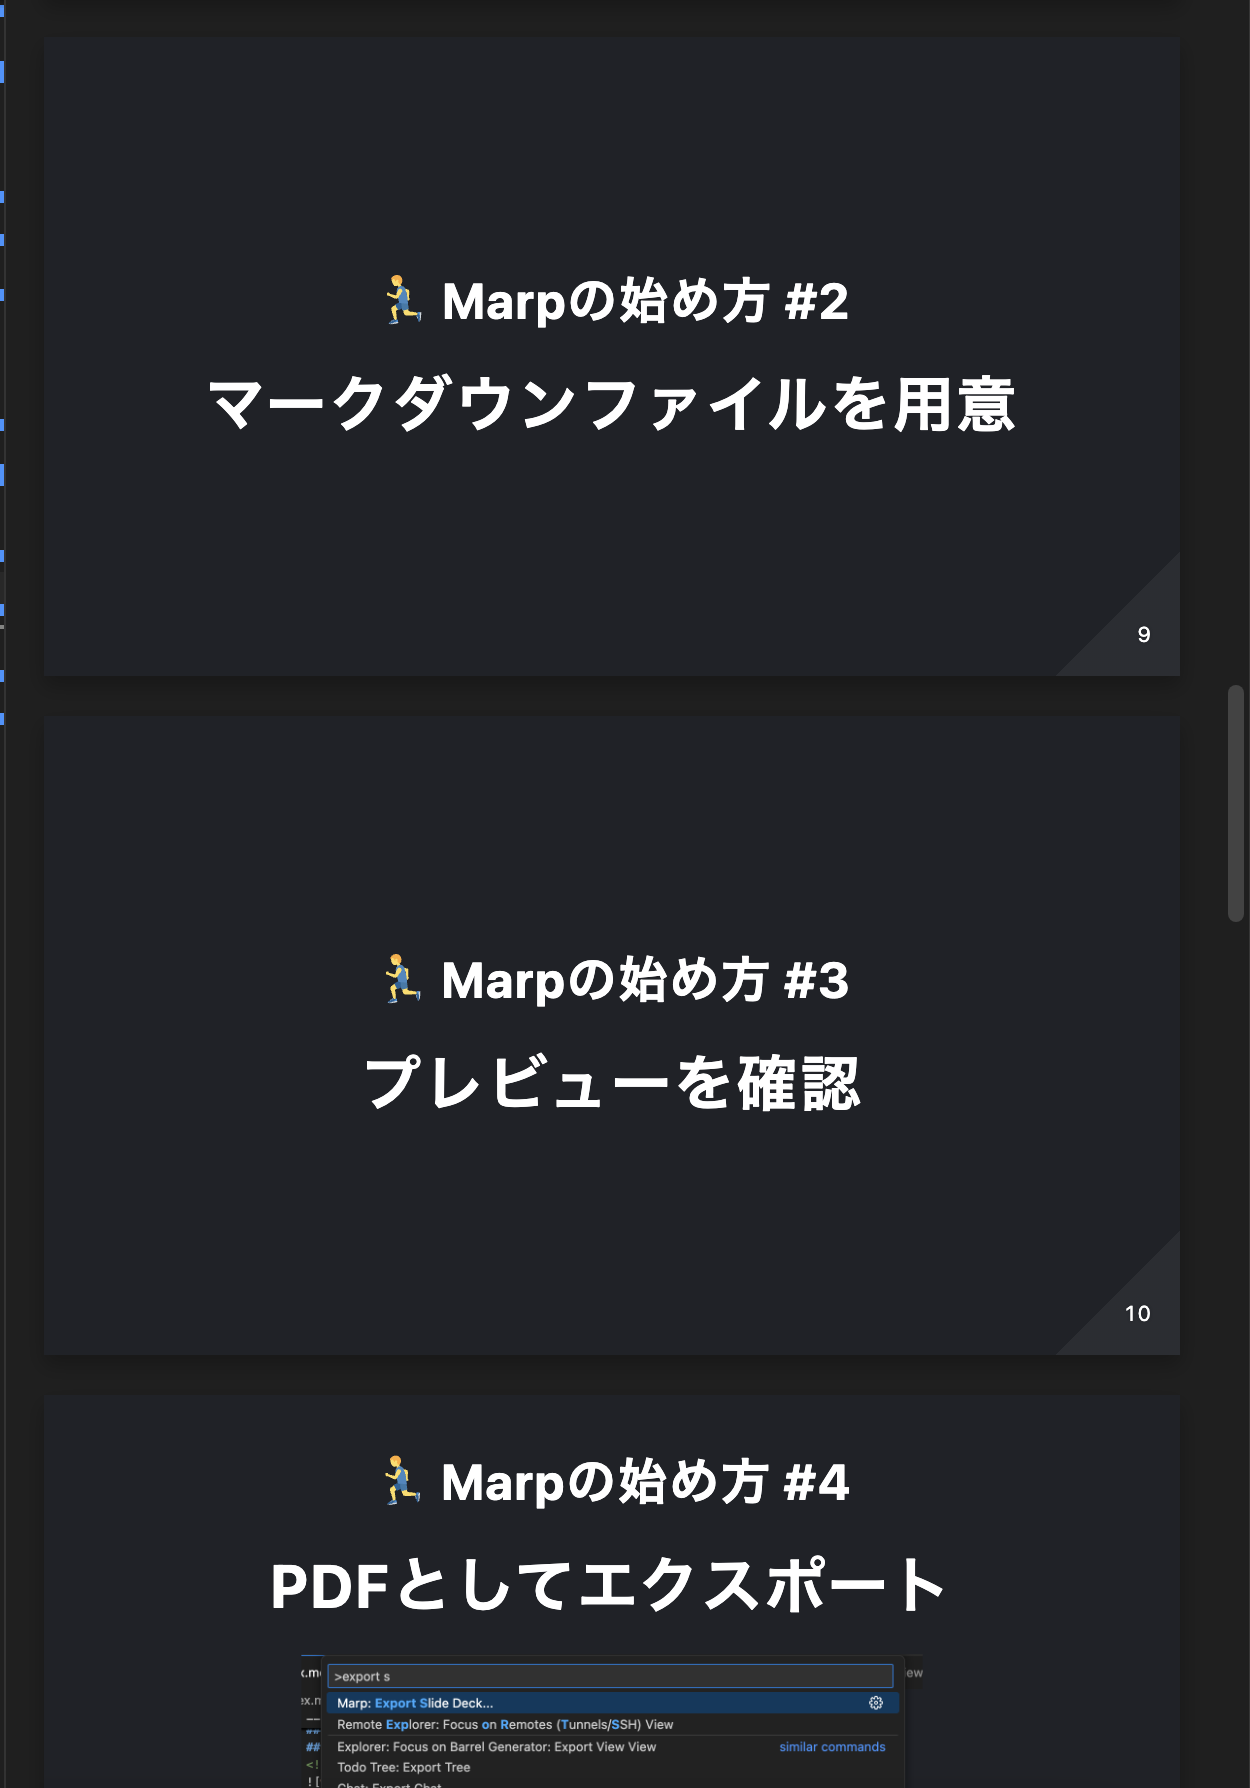 🏃‍♂️ Marpの始め方 #2
マークダウンファイルを用意
9
🏃‍♂️ Marpの始め方 #3
プレビューを確認
10
🏃‍♂️ Marpの始め方 #4
PDFとしてエクスポート
>export s
Marp: Export Slide Deck...
Remote Explorer: Focus on Remotes (Tunnels/SSH) View
Explorer: Focus on Barrel Generator: Export View View similar commands
Todo Tree: Export Tree
Chat: Export Chat
##
<!
![